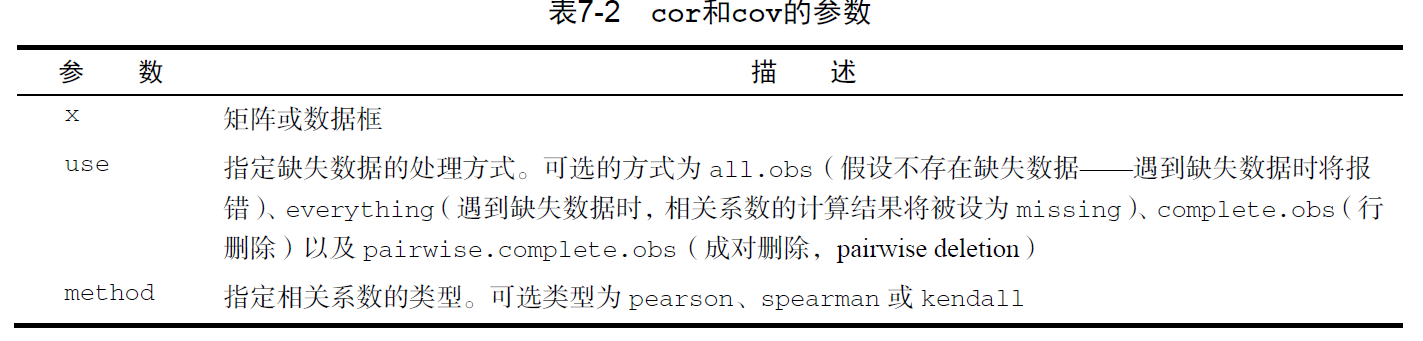 表7-2 cor和cov的参数
参 数 描 述
x 矩阵或数据框
use 指定缺失数据的处理方式。可选的方式为 all.obs（假设不存在缺失数据——遇到缺失数据时将报
错）、everything（遇到缺失数据时，相关系数的计算结果将被设为 missing）、complete.obs（行
删除）以及 pairwise.complete.obs（成对删除，pairwise deletion）
method 指定相关系数的类型。可选类型为 pearson、spearman 或 kendall